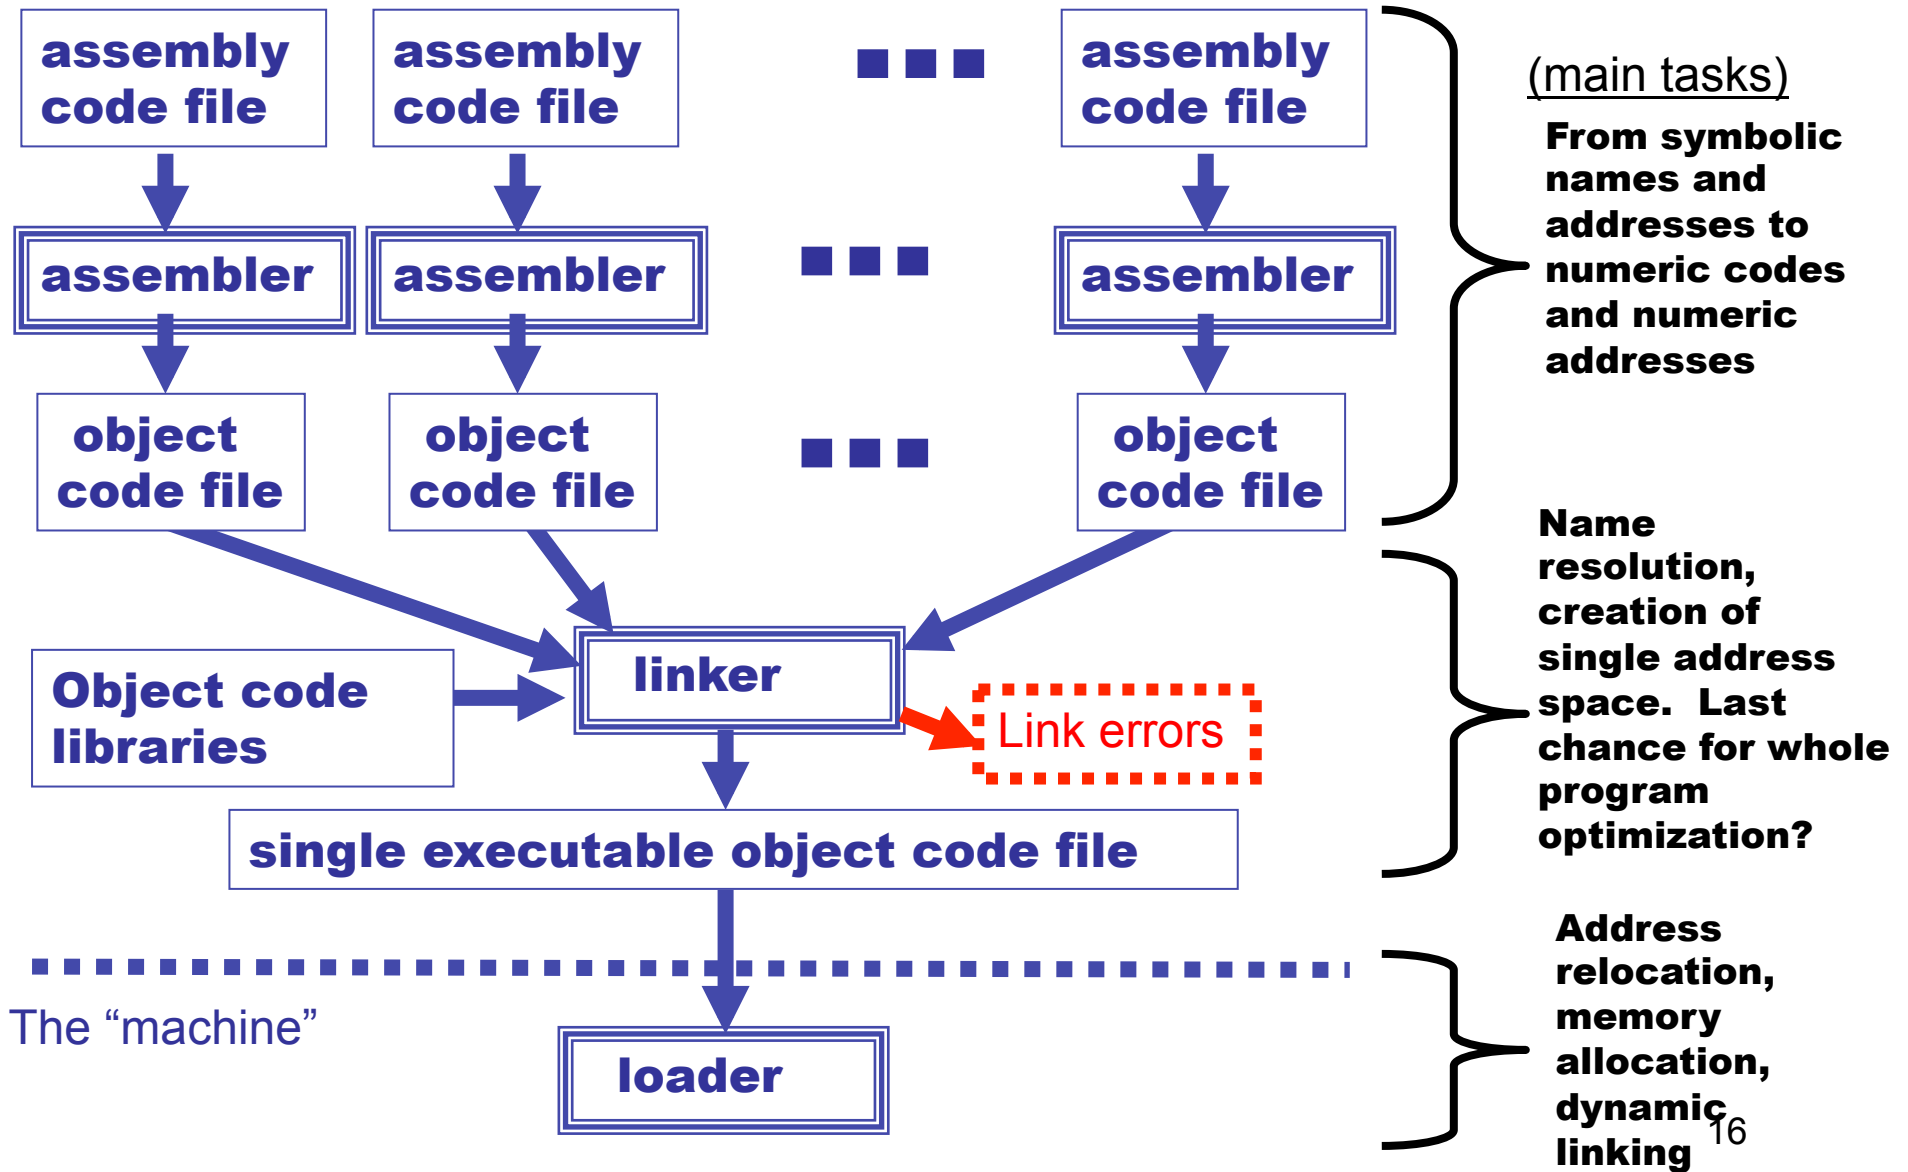 assembly
code file
assembly
code file
assembly
code file
(main tasks)
From symbolic
names and
addresses to
numeric codes
and numeric
addresses
assembler
assembler
assembler
object
code file
object
code file
object
code file
Name
resolution,
creation of
single address
space.  Last
chance for whole
program
optimization?
linker
Object code
libraries
Link errors
single executable object code file
The “machine”
loader
Address
relocation,
memory
allocation,
dynamic
linking
16